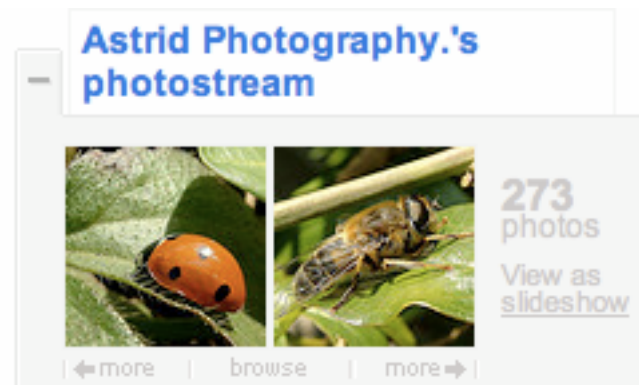 Astrid Photography.'s
photostream
273
photos
View as
slideshow
more
browse
more